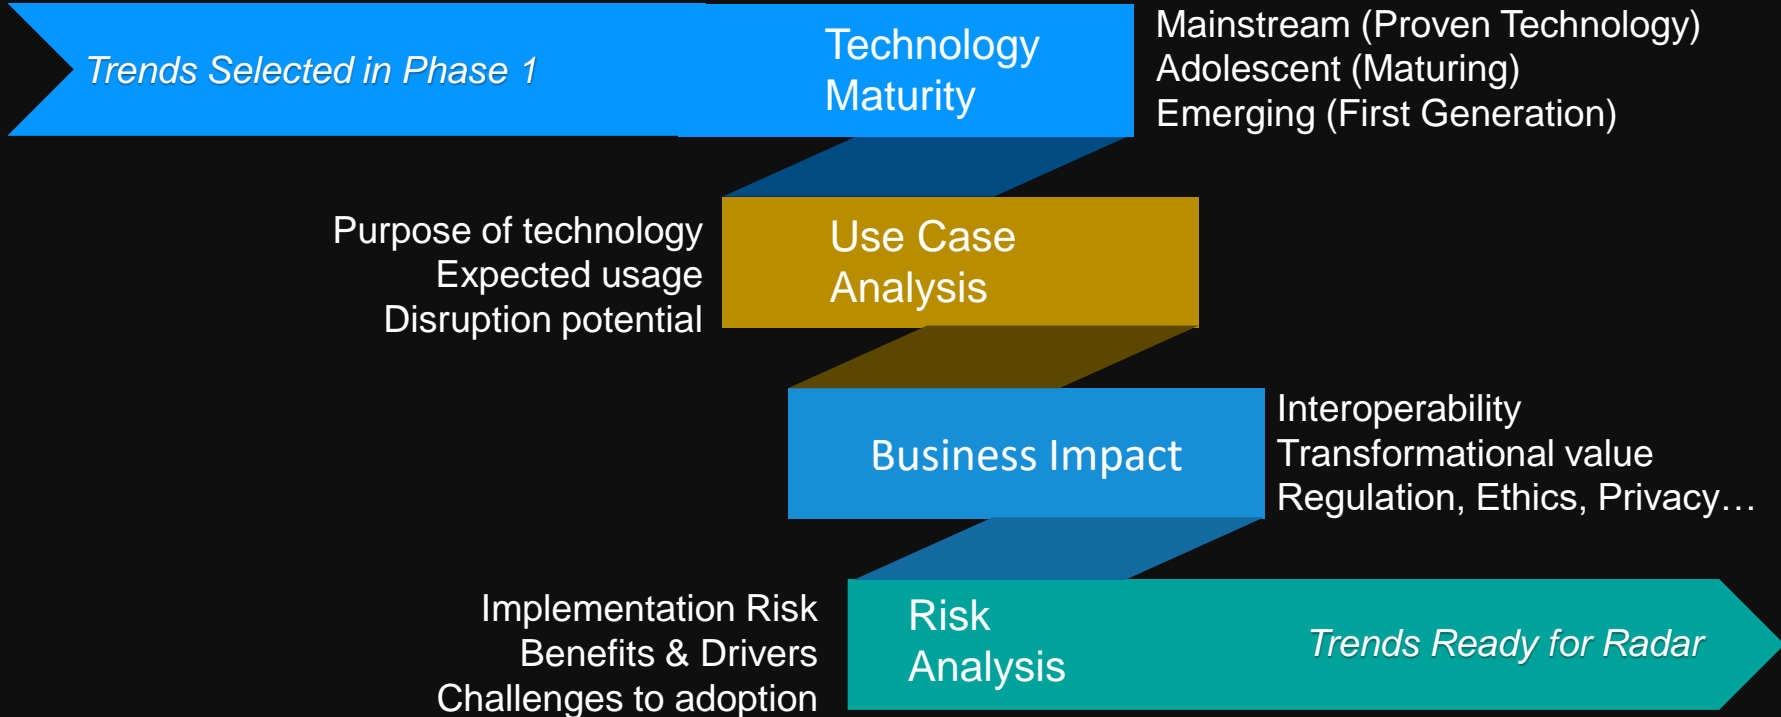 Trends Selected in Phase 1
Technology
Maturity
Mainstream (Proven Technology)
Adolescent (Maturing)
Emerging (First Generation)
Purpose of technology
Expected usage
Disruption potential
Use Case
Analysis
Business Impact
Interoperability
Transformational value
Regulation, Ethics, Privacy…
Implementation Risk
Benefits & Drivers
Challenges to adoption
Risk
Analysis
Trends Ready for Radar